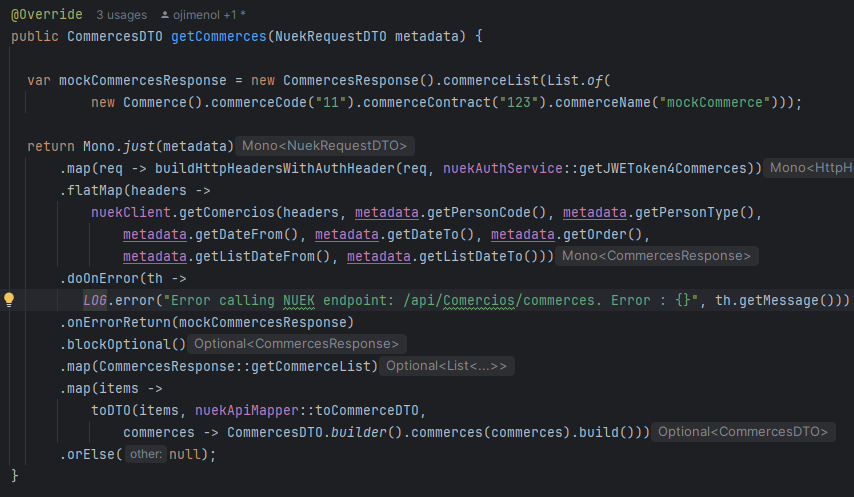 @Override 3 usages ojimenol +1 *
public CommercesDTO getCommerces(NuekRequestDTO metadata) {
var mockCommercesResponse = new CommercesResponse().commerceList(List.of(
new Commerce().commerceCode("11").commerceContract("123").commerceName("mockCommerce")));
return Mono.just(metadata) Mono<NuekRequestDTO>
.map(req -> buildHttpHeadersWithAuthHeader(req, nuekAuthService::getJWEToken4Commerces)) Mono<HttpHe
.flatMap(headers ->
nuekClient.getComercios(headers, metadata.getPersonCode(), metadata.getPersonType(),
metadata.getDateFrom(), metadata.getDateTo(), metadata.getOrder(),
metadata.getListDateFrom(), metadata.getListDateTo())) Mono<CommercesResponse>
.doOnError(th ->
LOG.error("Error calling NUEK endpoint: /api/Comercios/commerces. Error : {}", th.getMessage()))
.onErrorReturn(mockCommercesResponse)
.blockOptional() Optional<CommercesResponse>
.map(CommercesResponse::getCommerceList) Optional<List<...>>
.map(items ->
toDTO(items, nuekApiMapper::toCommerceDTO,
commerces -> CommercesDTO.builder().commerces(commerces).build())) Optional<CommercesDTO>
.orElse( other: null);
}